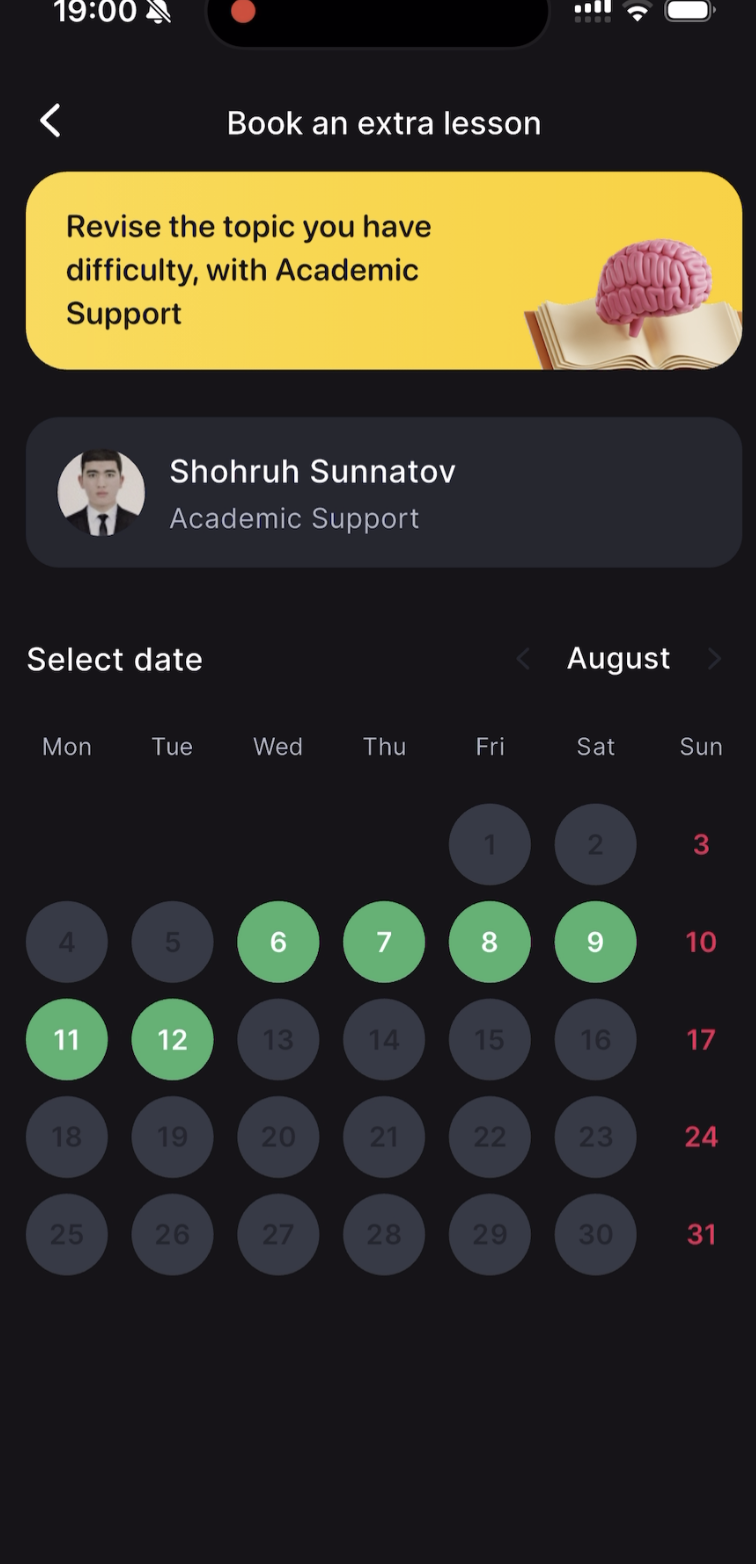 19:00
Book an extra lesson
Revise the topic you have
difficulty, with Academic
Support
Shohruh Sunnatov
Academic Support
Select date August
Mon Tue Wed Thu Fri Sat Sun
1 2 3
4 5 6 7 8 9 10
11 12 13 14 15 16 17
18 19 20 21 22 23 24
25 26 27 28 29 30 31